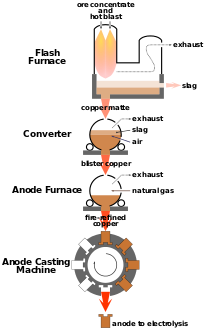 ore concentrate
and
hot blast
Flash
Furnace
exhaust
slag
copper matte
Converter
exhaust
slag
air
blister copper
Anode Furnace
exhaust
natural gas
fire-refined
copper
Anode Casting
Machine
anode to electrolysis